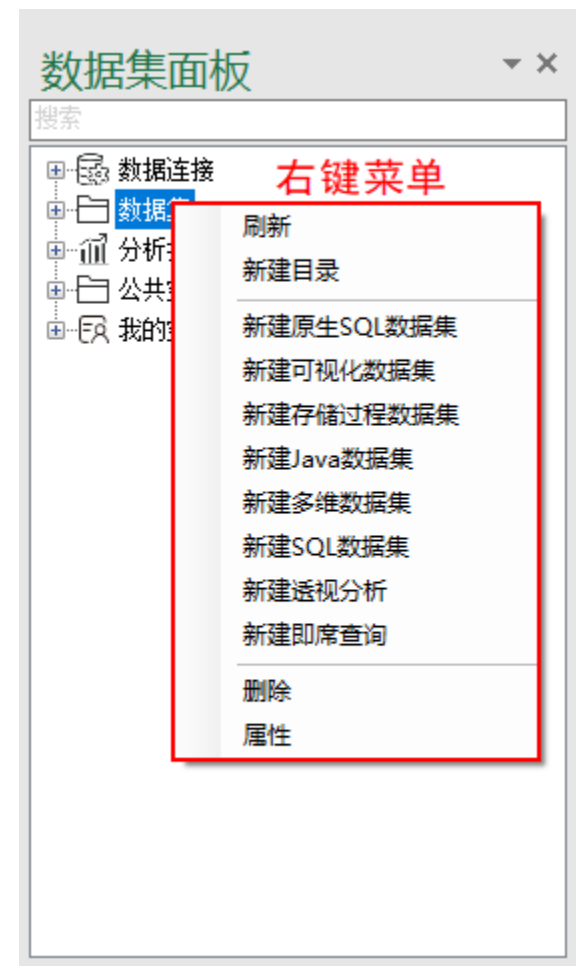 数据集面板
搜索
数据连接
右键菜单
数据
分析
公共
我的
刷新
新建目录
新建原生SQL数据集
新建可视化数据集
新建存储过程数据集
新建Java数据集
新建多维数据集
新建SQL数据集
新建透视分析
新建即席查询
删除
属性